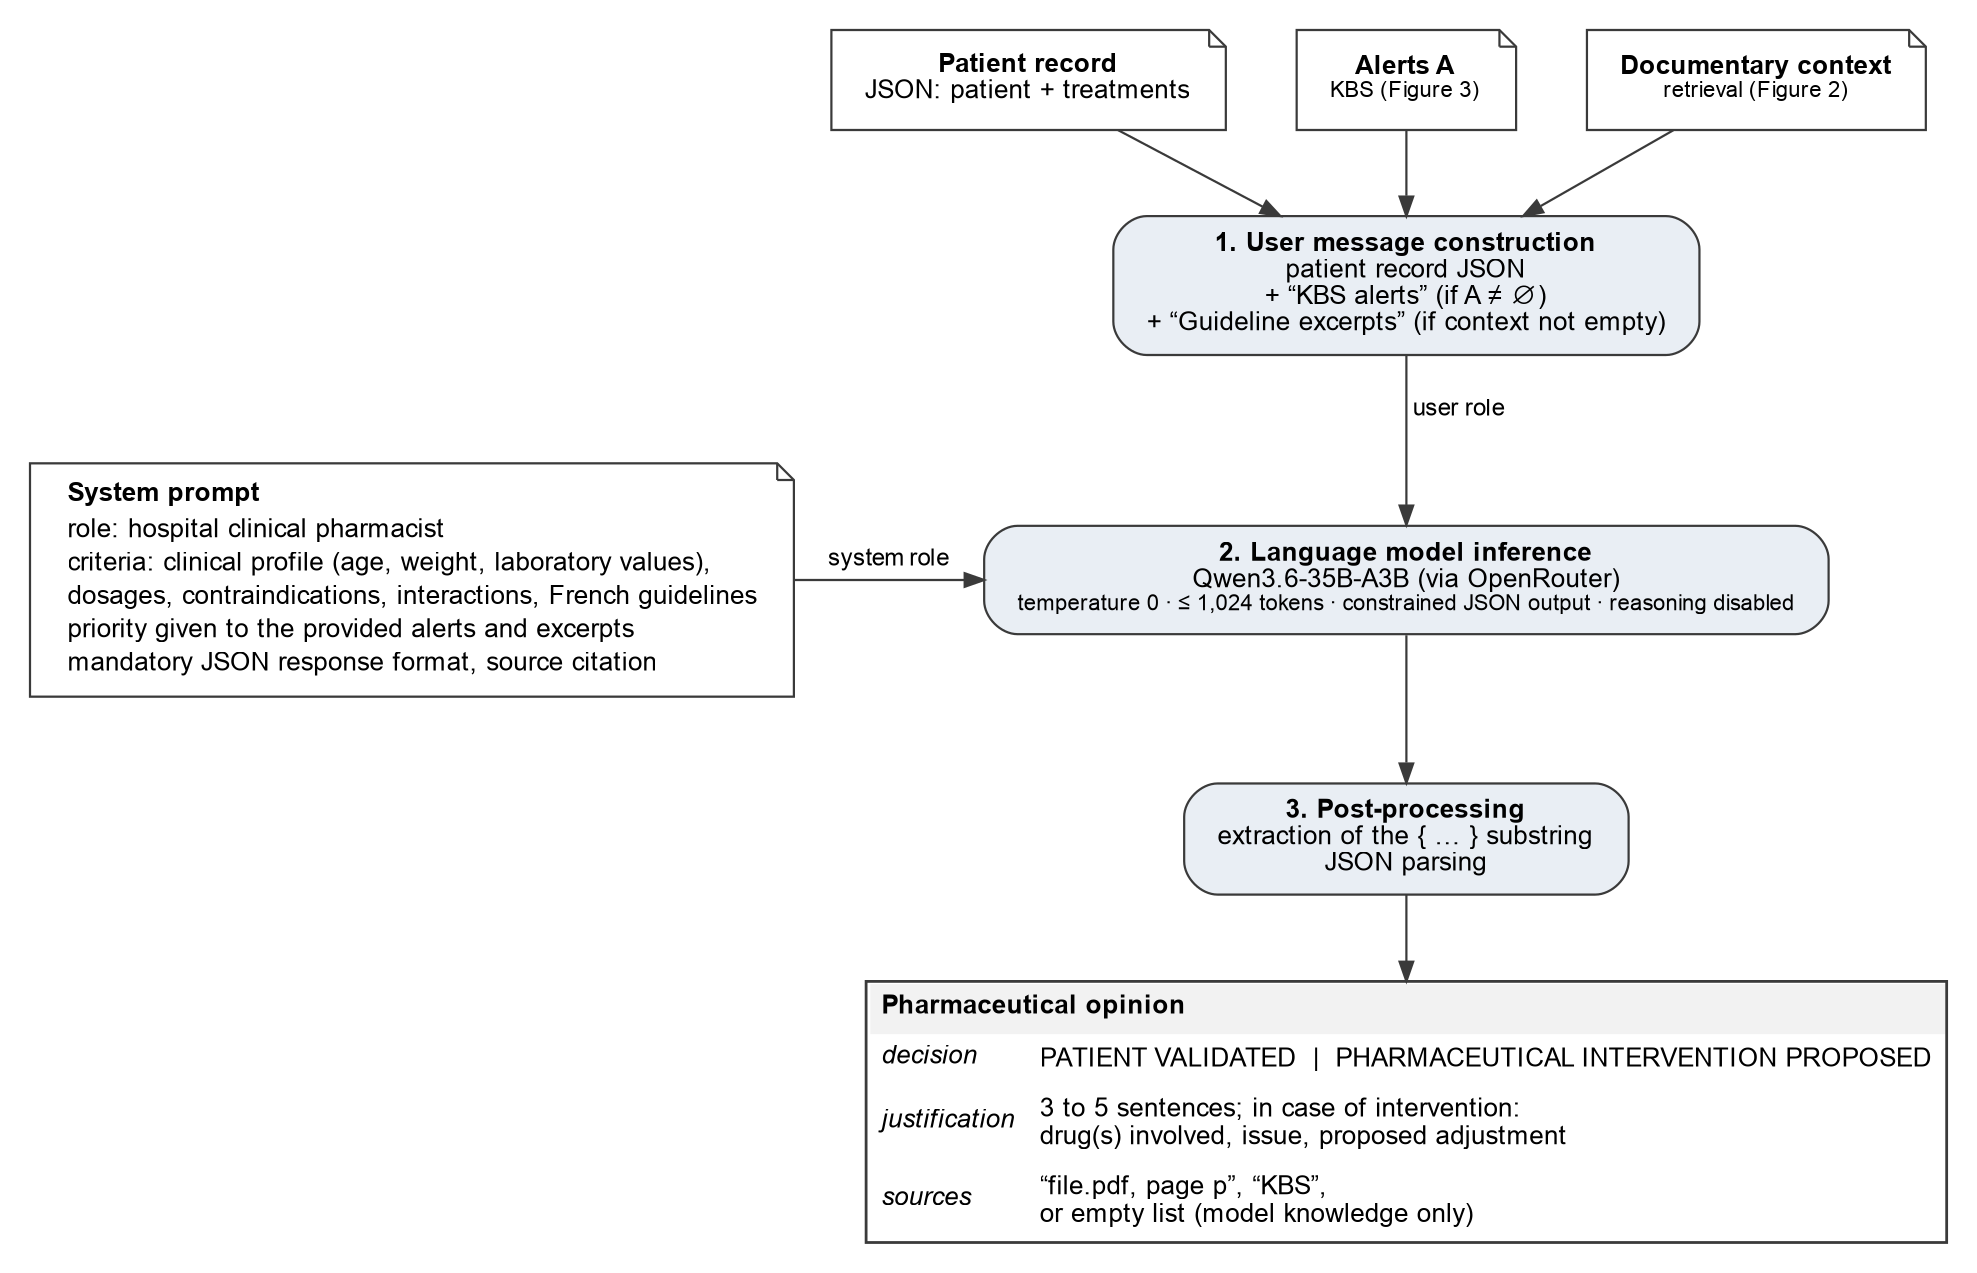 Patient record
JSON: patient + treatments
Alerts A
KBS (Figure 3)
Documentary context
retrieval (Figure 2)
1. User message construction
patient record JSON
+ “KBS alerts” (if A ≠ ∅)
+ “Guideline excerpts” (if context not empty)
user role
System prompt
role: hospital clinical pharmacist
criteria: clinical profile (age, weight, laboratory values),
dosages, contraindications, interactions, French guidelines
priority given to the provided alerts and excerpts
mandatory JSON response format, source citation
system role
2. Language model inference
Qwen3.6-35B-A3B (via OpenRouter)
temperature 0 · ≤ 1,024 tokens · constrained JSON output · reasoning disabled
3. Post-processing
extraction of the { … } substring
JSON parsing
Pharmaceutical opinion
decision
PATIENT VALIDATED | PHARMACEUTICAL INTERVENTION PROPOSED
justification
3 to 5 sentences; in case of intervention:
drug(s) involved, issue, proposed adjustment
sources
“file.pdf, page p”, “KBS”,
or empty list (model knowledge only)